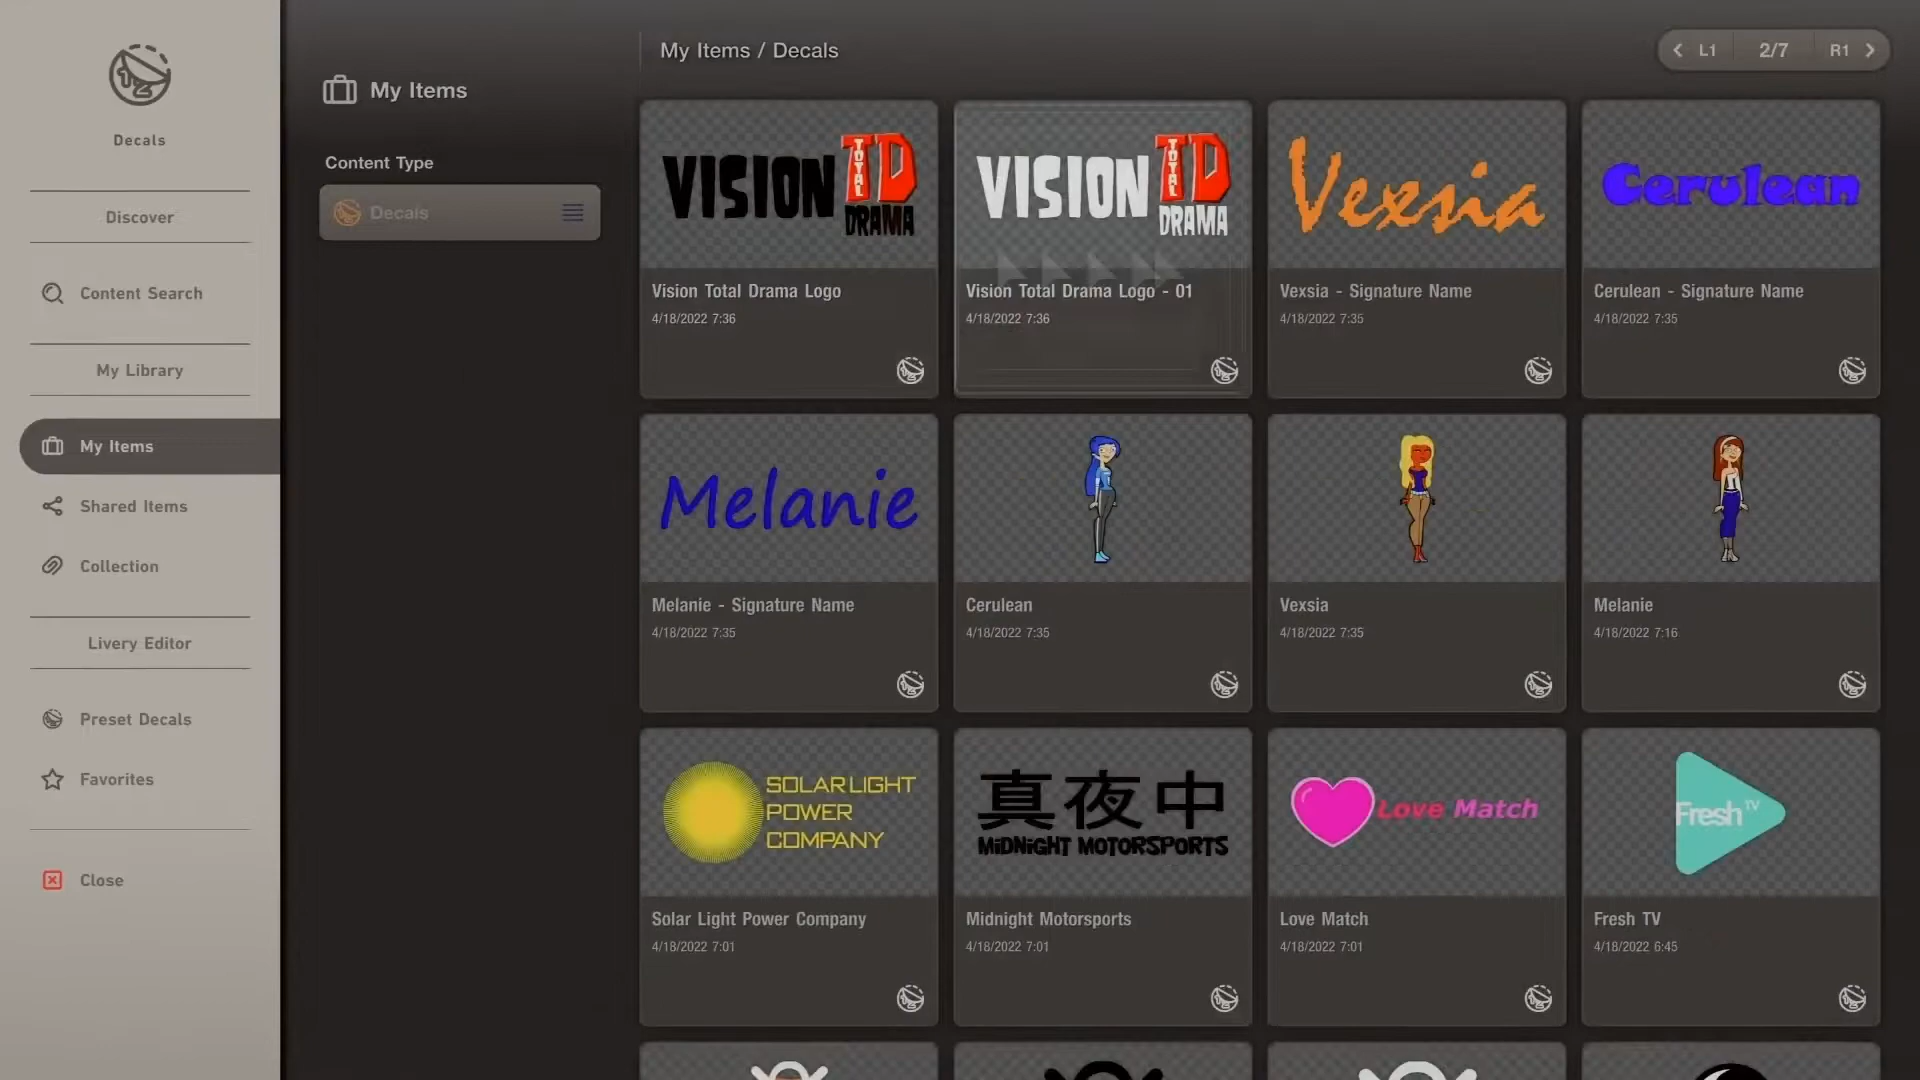 Decals
Discover
Content Search
My Library
My Items
Shared Items
Collection
Livery Editor
Preset Decals
Favorites
Close
My Items
Content Type
Decals
My Items / Decals
L1 2/7 R1
VISION TOTAL TD DRAMA
Vision Total Drama Logo
4/18/2022 7:36
VISION TOTAL TD DRAMA
Vision Total Drama Logo - 01
4/18/2022 7:36
Vexsia
Vexsia - Signature Name
4/18/2022 7:35
Cerulean
Cerulean - Signature Name
4/18/2022 7:35
Melanie
Melanie - Signature Name
4/18/2022 7:35
Cerulean
4/18/2022 7:35
Vexsia
4/18/2022 7:35
Melanie
4/18/2022 7:16
SOLAR LIGHT
POWER
COMPANY
Solar Light Power Company
4/18/2022 7:01
真夜中
MIDNIGHT MOTORSPORTS
Midnight Motorsports
4/18/2022 7:01
Love Match
Love Match
4/18/2022 7:01
Fresh TV
Fresh TV
4/18/2022 6:45